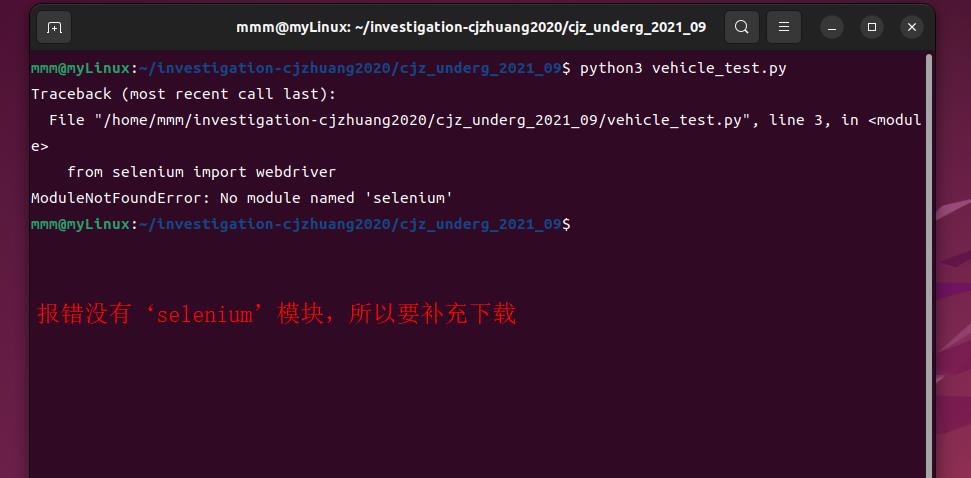 mmm@myLinux: ~/investigation-cjzhuang2020/cjz_underg_2021_09
mmm@myLinux:~/investigation-cjzhuang2020/cjz_underg_2021_09$ python3 vehicle_test.py
Traceback (most recent call last):
  File "/home/mmm/investigation-cjzhuang2020/cjz_underg_2021_09/vehicle_test.py", line 3, in <modul
e>
    from selenium import webdriver
ModuleNotFoundError: No module named 'selenium'
mmm@myLinux:~/investigation-cjzhuang2020/cjz_underg_2021_09$
报错没有‘selenium’模块，所以要补充下载